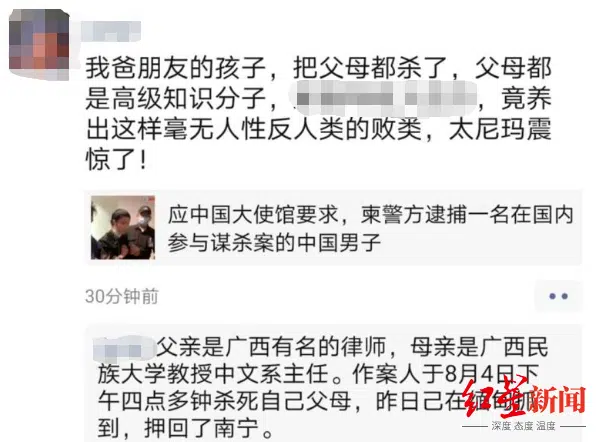 我爸朋友的孩子，把父母都杀了，父母都
是高级知识分子，，竟养
出这样毫无人性反人类的败类，太尼玛震
惊了！
应中国大使馆要求，柬警方逮捕一名在国内
参与谋杀案的中国男子
30分钟前
父亲是广西有名的律师，母亲是广西民
族大学教授中文系主任。作案人于8月4日下
午四点多钟杀死自己父母，昨日己在缅甸抓
到，押回了南宁。
红星新闻
深度 态度 温度